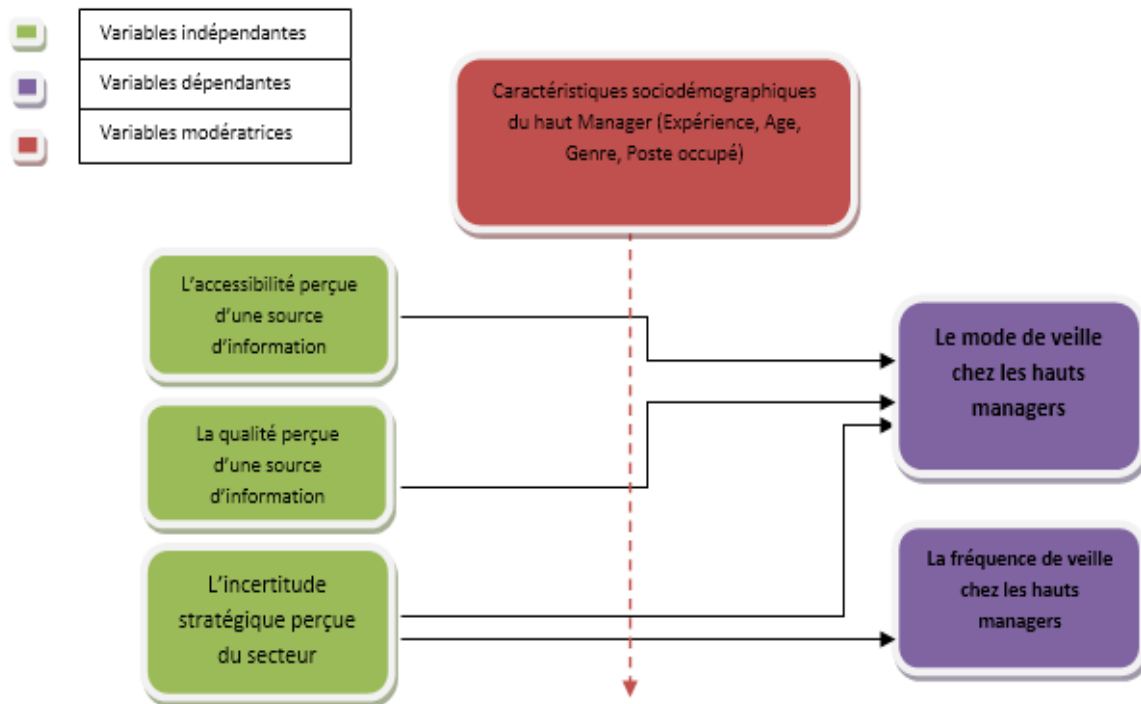 Variables indépendantes
Variables dépendantes
Variables modératrices
Caractéristiques sociodémographiques
du haut Manager (Expérience, Age,
Genre, Poste occupé)
L'accessibilité perçue
d'une source
d'information
La qualité perçue
d'une source
d'information
L'incertitude
stratégique perçue
du secteur
Le mode de veille
chez les hauts
managers
La fréquence de veille
chez les hauts
managers